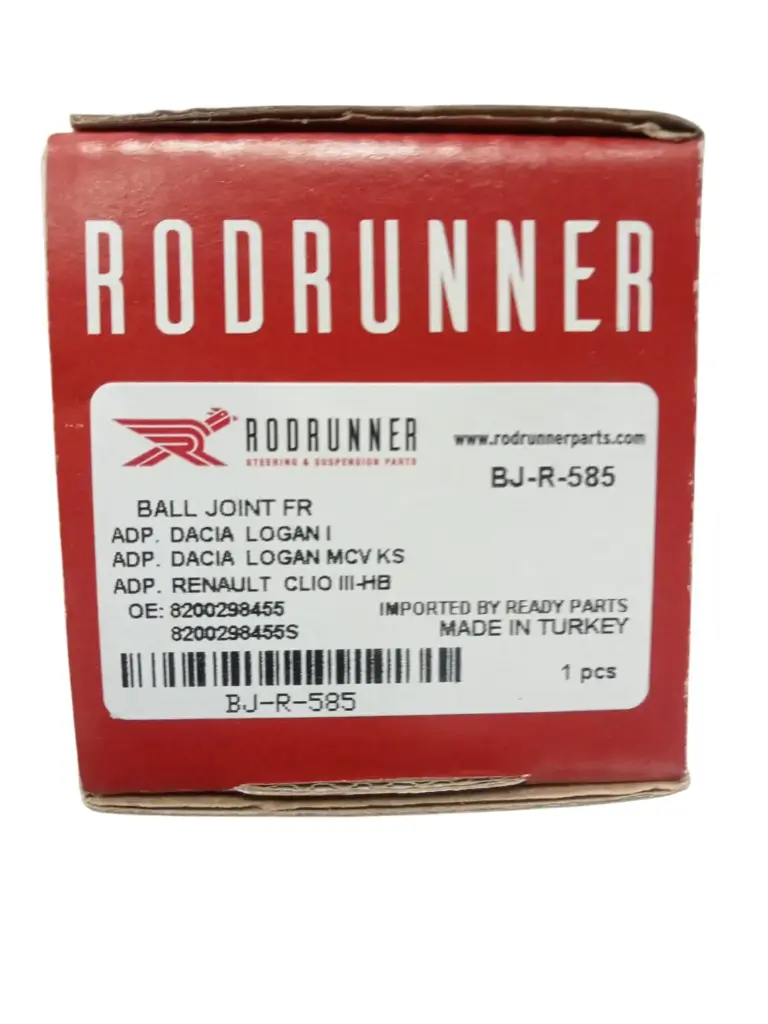 RODRUNNER
RODRUNNER
STEERING & SUSPENSION PARTS
www.rodrunnerparts.com
BJ-R-585
BALL JOINT FR
ADP. DACIA LOGAN I
ADP. DACIA LOGAN MCV KS
ADP. RENAULT CLIO III-HB
OE: 8200298455 IMPORTED BY READY PARTS
8200298455S MADE IN TURKEY
1 pcs
BJ-R-585